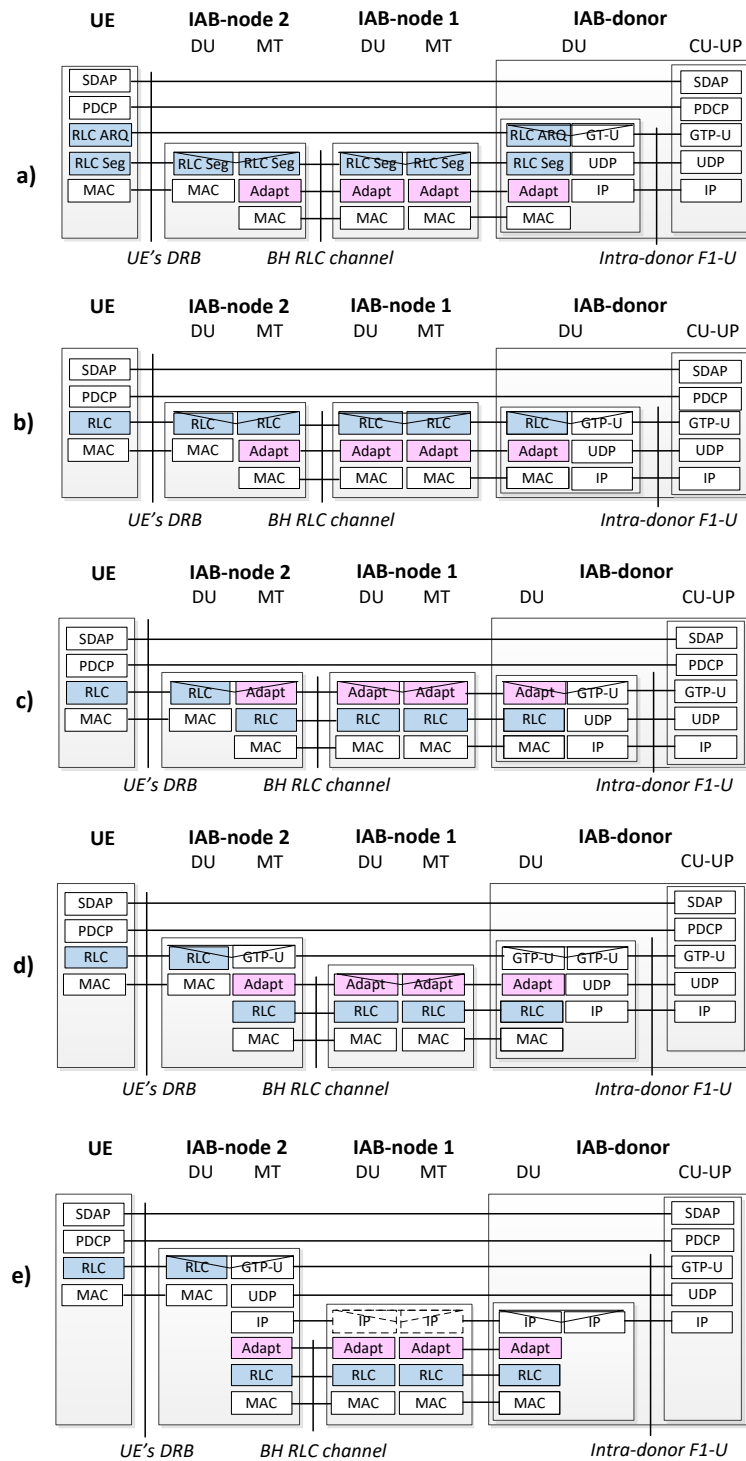 UE IAB-node 2 IAB-node 1 IAB-donor
DU MT DU MT DU CU-UP
SDAP SDAP
PDCP PDCP
RLC ARQ RLC ARQ GT-U GTP-U
a) RLC Seg RLC Seg RLC Seg RLC Seg RLC Seg RLC Seg UDP UDP
MAC MAC Adapt Adapt Adapt Adapt IP IP
MAC MAC MAC MAC
UE's DRB BH RLC channel Intra-donor F1-U
UE IAB-node 2 IAB-node 1 IAB-donor
DU MT DU MT DU CU-UP
SDAP SDAP
PDCP PDCP
b) RLC RLC RLC RLC RLC RLC GTP-U GTP-U
MAC MAC Adapt Adapt Adapt Adapt UDP UDP
MAC MAC MAC MAC IP IP
UE's DRB BH RLC channel Intra-donor F1-U
UE IAB-node 2 IAB-node 1 IAB-donor
DU MT DU MT DU CU-UP
SDAP SDAP
PDCP PDCP
c) RLC RLC Adapt Adapt Adapt Adapt GTP-U GTP-U
MAC MAC RLC RLC RLC RLC UDP UDP
MAC MAC MAC MAC IP IP
UE's DRB BH RLC channel Intra-donor F1-U
UE IAB-node 2 IAB-node 1 IAB-donor
DU MT DU MT DU CU-UP
SDAP SDAP
PDCP PDCP
d) RLC RLC GTP-U GTP-U GTP-U GTP-U
MAC MAC Adapt Adapt Adapt Adapt UDP UDP
RLC RLC RLC RLC IP IP
MAC MAC MAC MAC
UE's DRB BH RLC channel Intra-donor F1-U
UE IAB-node 2 IAB-node 1 IAB-donor
DU MT DU MT DU CU-UP
SDAP SDAP
PDCP PDCP
e) RLC RLC GTP-U GTP-U
MAC MAC UDP UDP
IP IP IP IP IP IP
Adapt Adapt Adapt Adapt
RLC RLC RLC RLC
MAC MAC MAC MAC
UE's DRB BH RLC channel Intra-donor F1-U